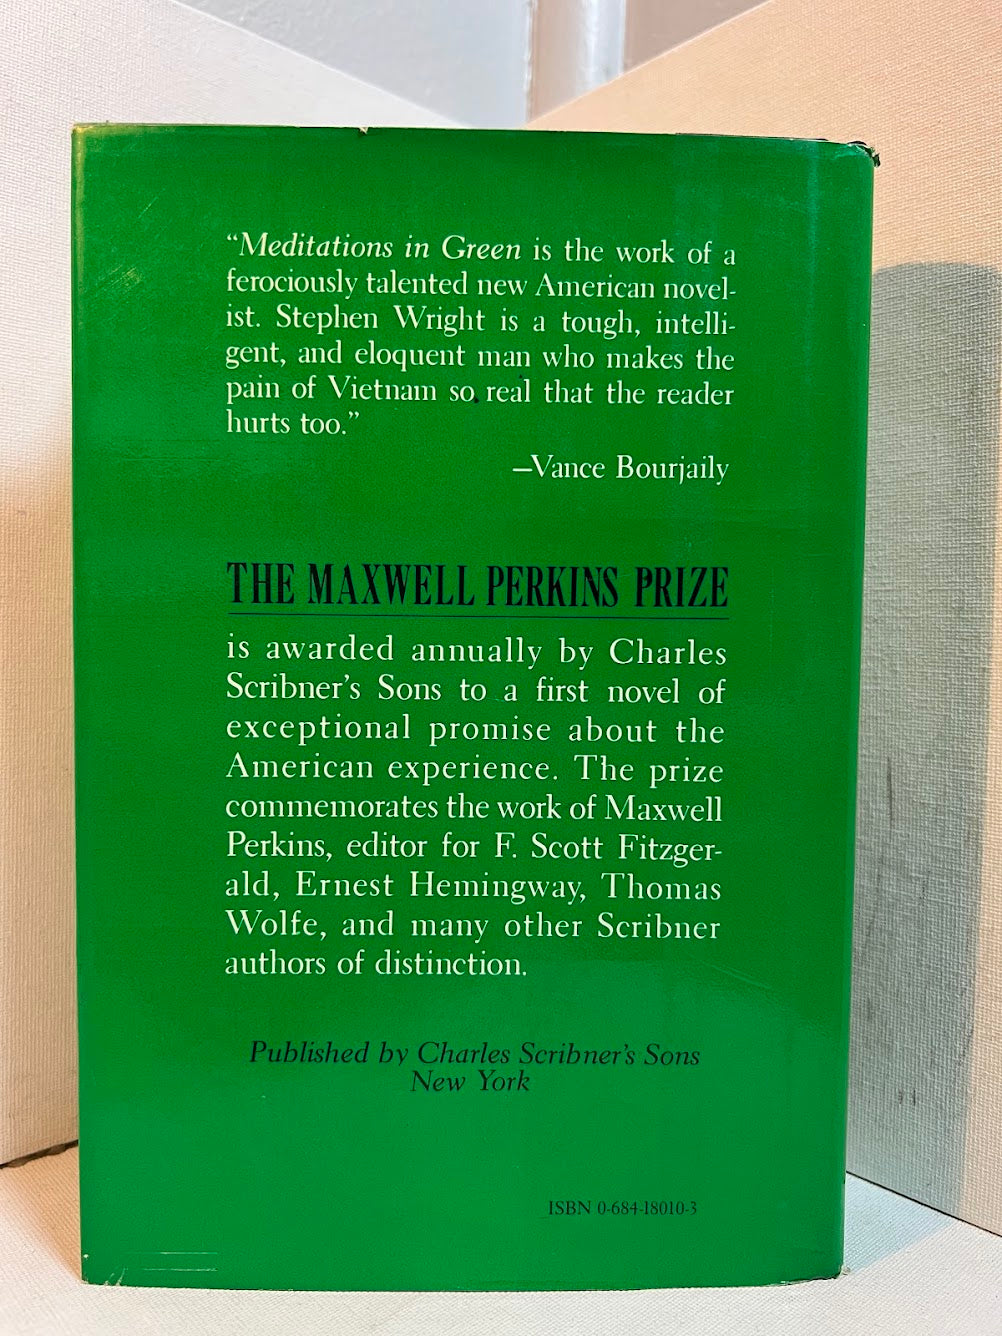 “Meditations in Green is the work of a
ferociously talented new American novel-
ist. Stephen Wright is a tough, intelli-
gent, and eloquent man who makes the
pain of Vietnam so real that the reader
hurts too.”
—Vance Bourjaily
THE MAXWELL PERKINS PRIZE
is awarded annually by Charles
Scribner’s Sons to a first novel of
exceptional promise about the
American experience. The prize
commemorates the work of Maxwell
Perkins, editor for F. Scott Fitzger-
ald, Ernest Hemingway, Thomas
Wolfe, and many other Scribner
authors of distinction.
Published by Charles Scribner’s Sons
New York
ISBN 0-684-18010-3